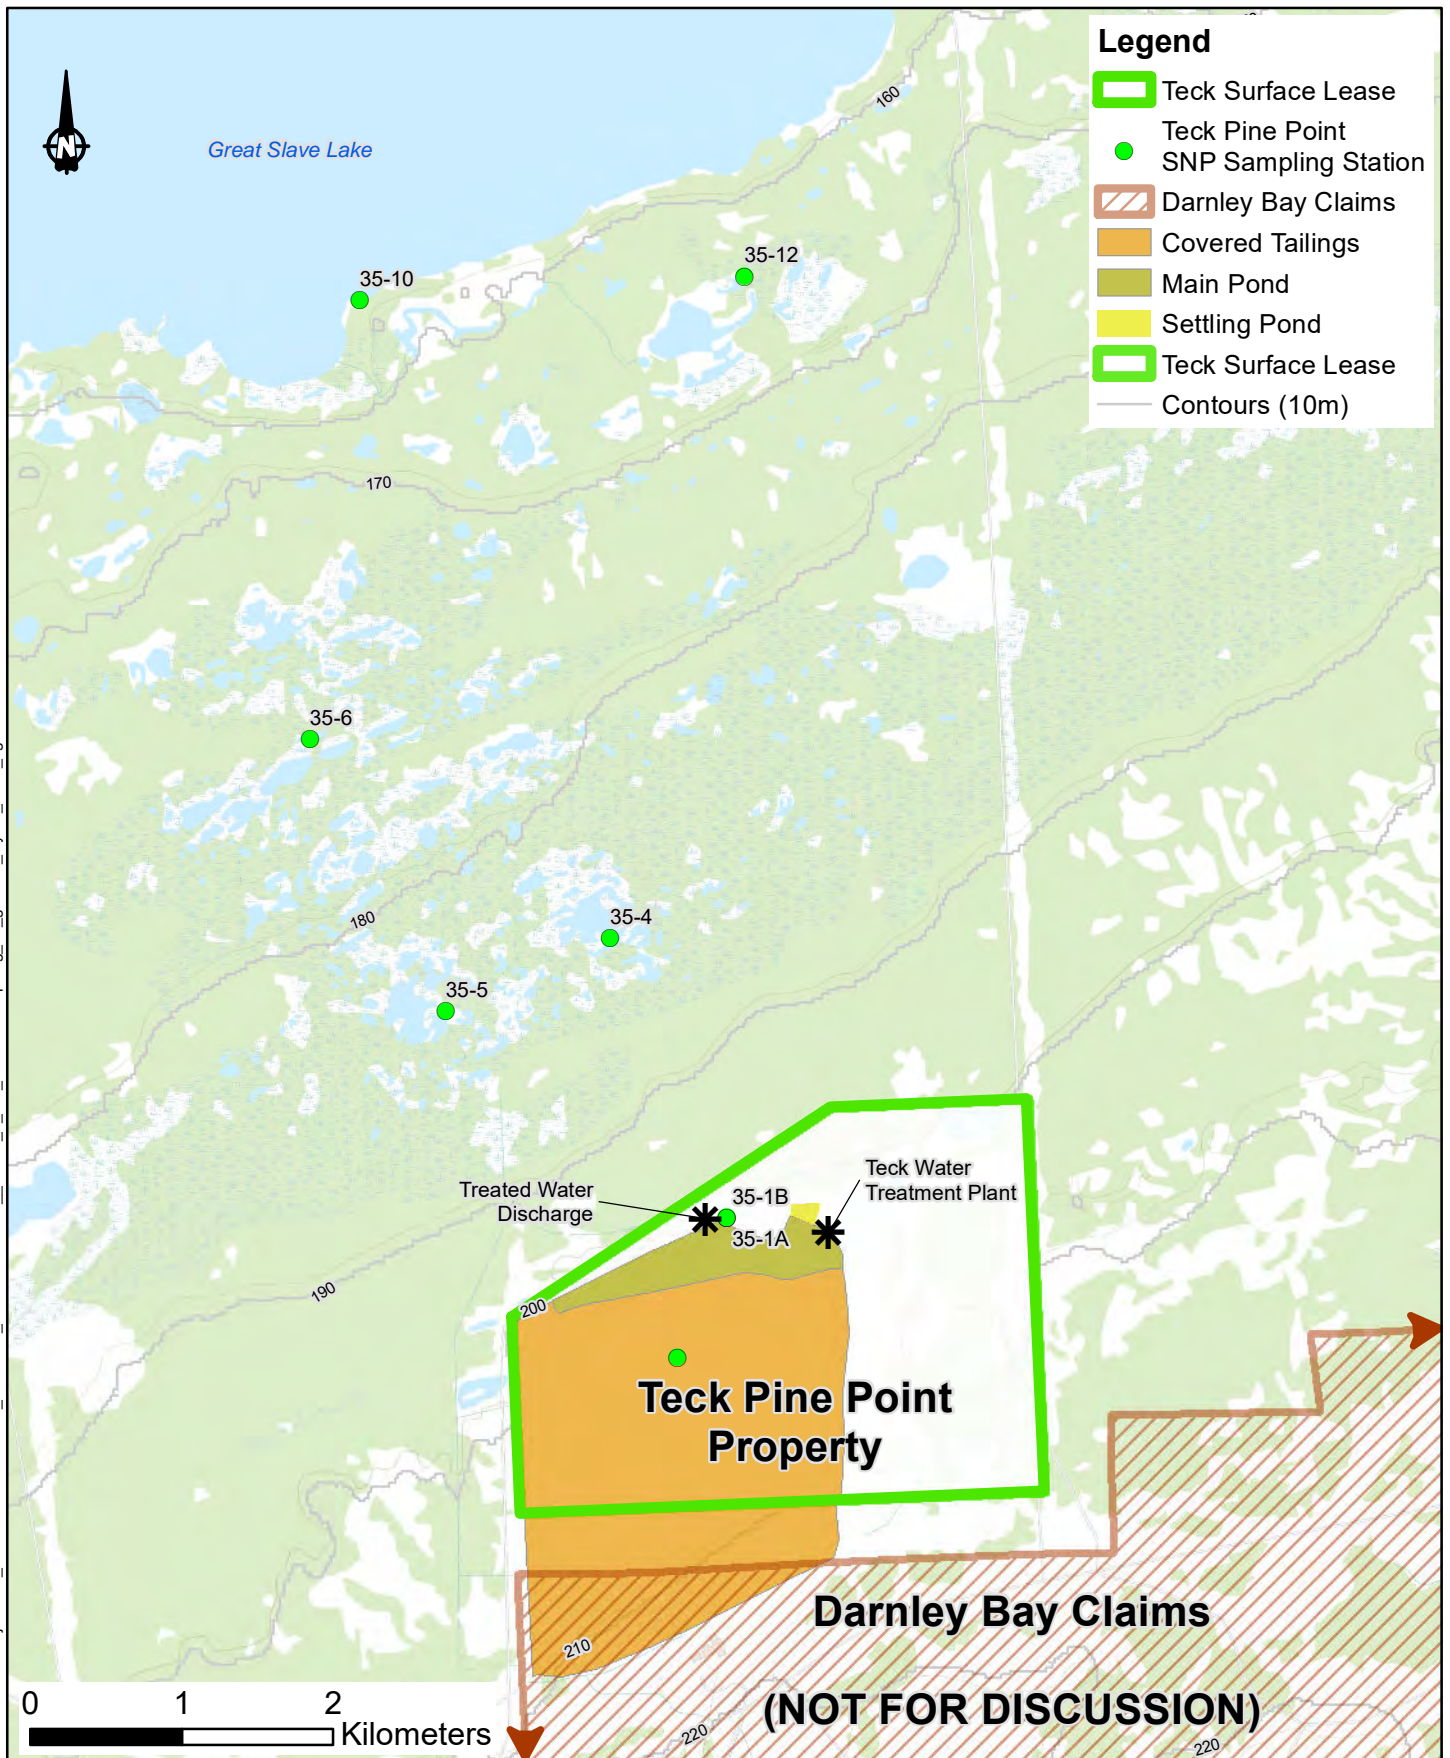 Legend
Teck Surface Lease
Teck Pine Point
SNP Sampling Station
Darnley Bay Claims
Covered Tailings
Main Pond
Settling Pond
Teck Surface Lease
Contours (10m)
N
Great Slave Lake
160
35-12
35-10
170
35-6
180
35-4
35-5
Teck Water
Treatment Plant
Treated Water
Discharge
35-1B
35-1A
190
200
Teck Pine Point
Property
Darnley Bay Claims
210
(NOT FOR DISCUSSION)
220
220
0 1 2
Kilometers